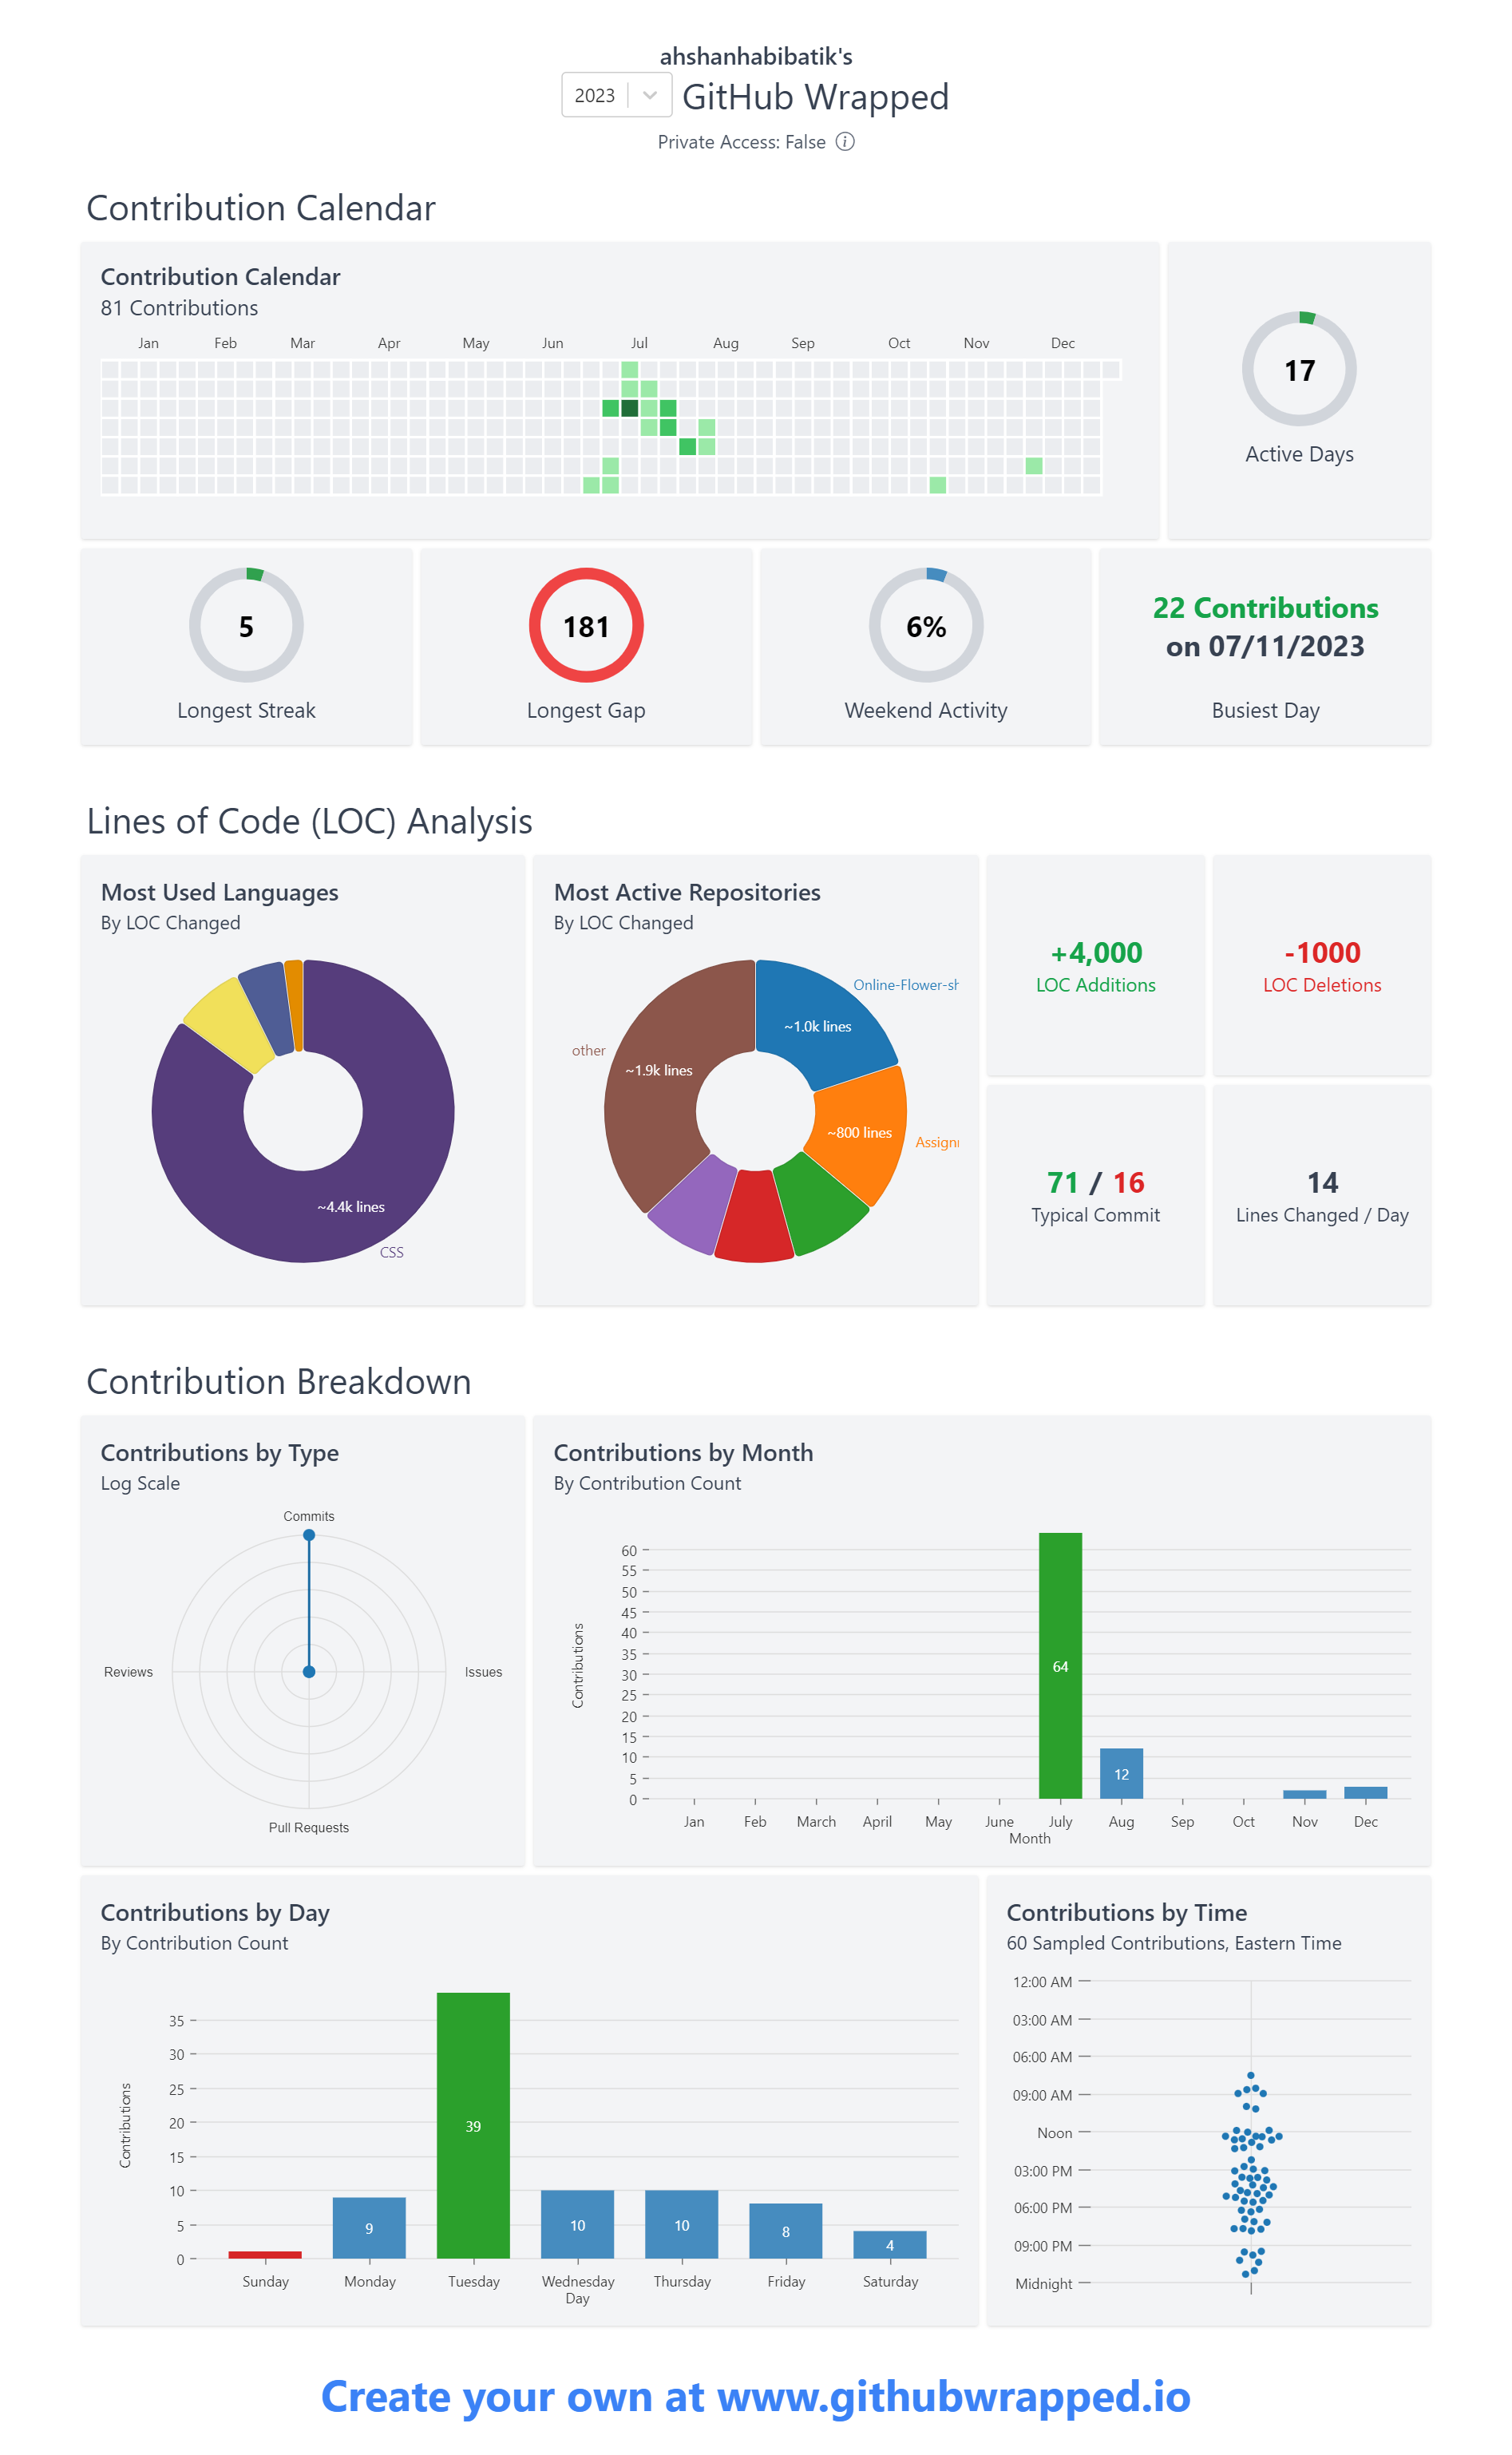 ahshanhabibatik's
2023 GitHub Wrapped
Private Access: False
Contribution Calendar
Contribution Calendar
81 Contributions
Jan Feb Mar Apr May Jun Jul Aug Sep Oct Nov Dec
17
Active Days
5
Longest Streak
181
Longest Gap
6%
Weekend Activity
22 Contributions
on 07/11/2023
Busiest Day
Lines of Code (LOC) Analysis
Most Used Languages
By LOC Changed
~4.4k lines
CSS
Most Active Repositories
By LOC Changed
Online-Flower-sh
~1.0k lines
other
~1.9k lines
~800 lines
Assign
+4,000
LOC Additions
-1000
LOC Deletions
71 / 16
Typical Commit
14
Lines Changed / Day
Contribution Breakdown
Contributions by Type
Log Scale
Commits
Reviews
Issues
Pull Requests
Contributions by Month
By Contribution Count
60
55
50
45
40
35
30
25
20
15
10
5
0
Contributions
64
12
Jan Feb March April May June July Aug Sep Oct Nov Dec
Month
Contributions by Day
By Contribution Count
35
30
25
20
15
10
5
0
Contributions
9
39
10
10
8
4
Sunday Monday Tuesday Wednesday Thursday Friday Saturday
Day
Contributions by Time
60 Sampled Contributions, Eastern Time
12:00 AM
03:00 AM
06:00 AM
09:00 AM
Noon
03:00 PM
06:00 PM
09:00 PM
Midnight
Create your own at www.githubwrapped.io